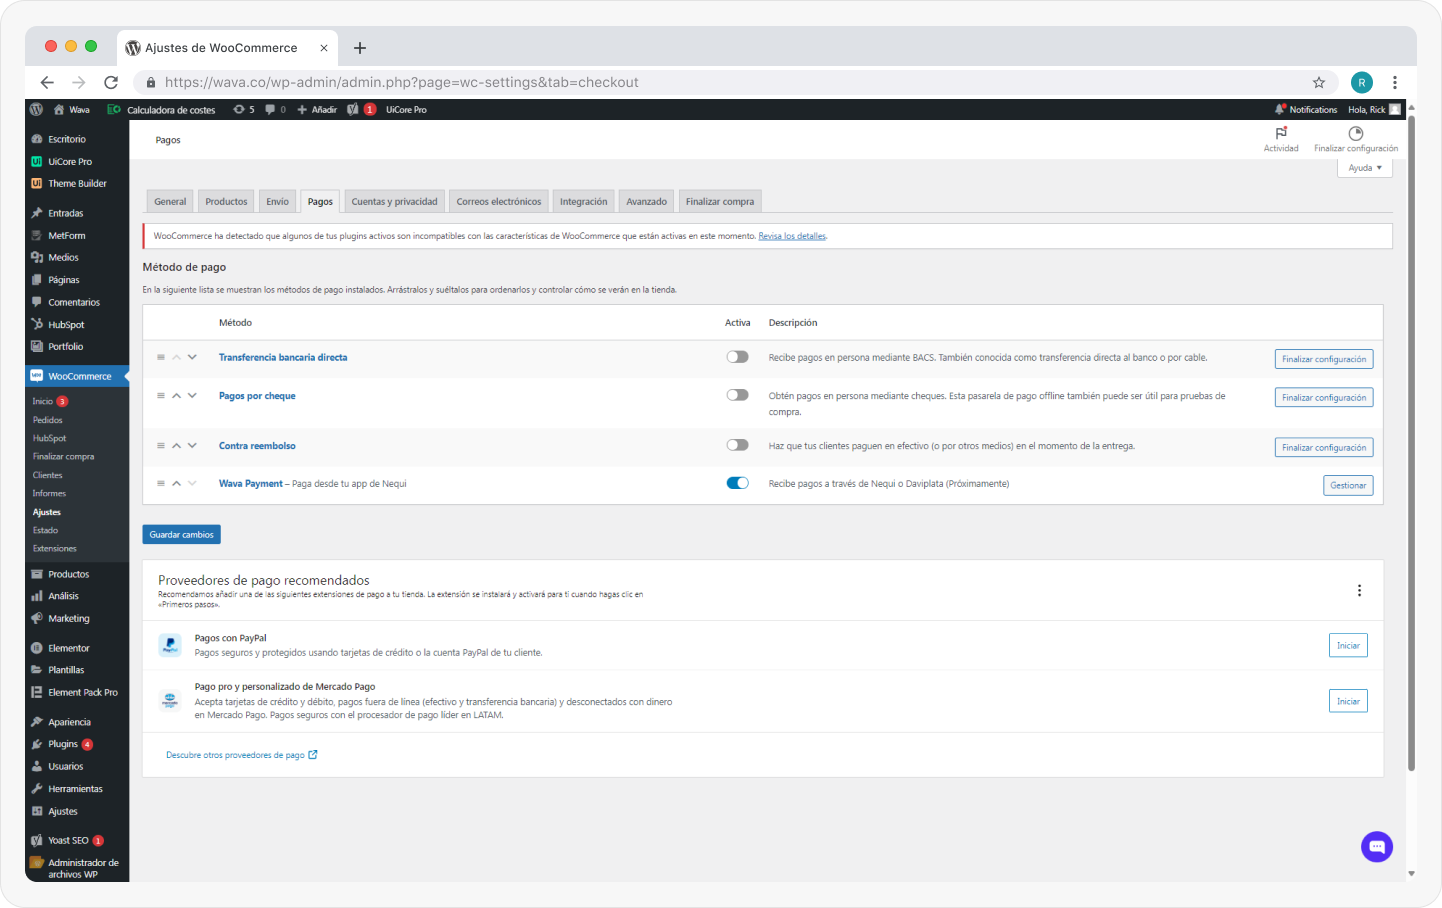 Ajustes de WooCommerce
https://wava.co/wp-admin/admin.php?page=wc-settings&tab=checkout
R
Wava
Calculadora de costes
5
0
Añadir
1
UiCore Pro
Notifications
Hola, Rick
Escritorio
UiCore Pro
Theme Builder
Entradas
MetForm
Medios
Páginas
Comentarios
HubSpot
Portfolio
WooCommerce
Inicio 3
Pedidos
HubSpot
Finalizar compra
Clientes
Informes
Ajustes
Estado
Extensiones
Productos
Análisis
Marketing
Elementor
Plantillas
Element Pack Pro
Apariencia
Plugins 4
Usuarios
Herramientas
Ajustes
Yoast SEO 1
Administrador de
archivos WP
Pagos
Actividad
Finalizar configuración
Ayuda
General
Productos
Envío
Pagos
Cuentas y privacidad
Correos electrónicos
Integración
Avanzado
Finalizar compra
WooCommerce ha detectado que algunos de tus plugins activos son incompatibles con las características de WooCommerce que están activas en este momento. Revisa los detalles.
Método de pago
En la siguiente lista se muestran los métodos de pago instalados. Arrástralos y suéltalos para ordenarlos y controlar cómo se verán en la tienda.
Método
Activa
Descripción
Transferencia bancaria directa
Recibe pagos en persona mediante BACS. También conocida como transferencia directa al banco o por cable.
Finalizar configuración
Pagos por cheque
Obtén pagos en persona mediante cheques. Esta pasarela de pago offline también puede ser útil para pruebas de
compra.
Finalizar configuración
Contra reembolso
Haz que tus clientes paguen en efectivo (o por otros medios) en el momento de la entrega.
Finalizar configuración
Wava Payment – Paga desde tu app de Nequi
Recibe pagos a través de Nequi o Daviplata (Próximamente)
Gestionar
Guardar cambios
Proveedores de pago recomendados
Recomendamos añadir una de las siguientes extensiones de pago a tu tienda. La extensión se instalará y activará para ti cuando hagas clic en
«Primeros pasos».
PayPal
Pagos con PayPal
Pagos seguros y protegidos usando tarjetas de crédito o la cuenta PayPal de tu cliente.
Iniciar
mercado
pago
Pago pro y personalizado de Mercado Pago
Acepta tarjetas de crédito y débito, pagos fuera de línea (efectivo y transferencia bancaria) y desconectados con dinero
en Mercado Pago. Pagos seguros con el procesador de pago líder en LATAM.
Iniciar
Descubre otros proveedores de pago